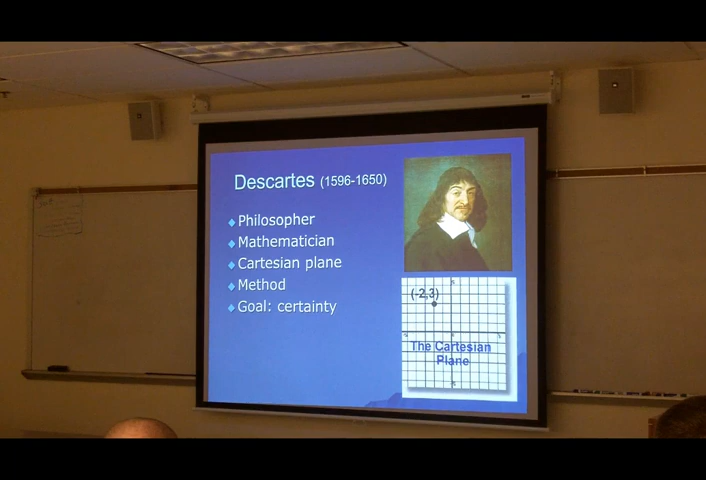 Descartes (1596-1650)
Philosopher
Mathematician
Cartesian plane
Method
Goal: certainty
(-2,3)
The Cartesian
Plane